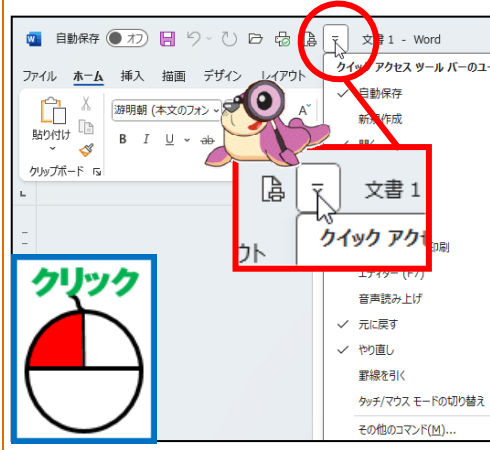 自動保存 オフ 文書 1 - Word
ファイル ホーム 挿入 描画 デザイン レイアウト
クイック アクセス ツール バーのユー
自動保存
新規作成
開く
游明朝 (本文のフォン
A
貼り付け
B I U ab
クリップボード
文書 1
クイック アクセ
ウト
印刷
エディター (F7)
音声読み上げ
元に戻す
やり直し
罫線を引く
タッチ/マウス モードの切り替え
その他のコマンド(M)...
クリック